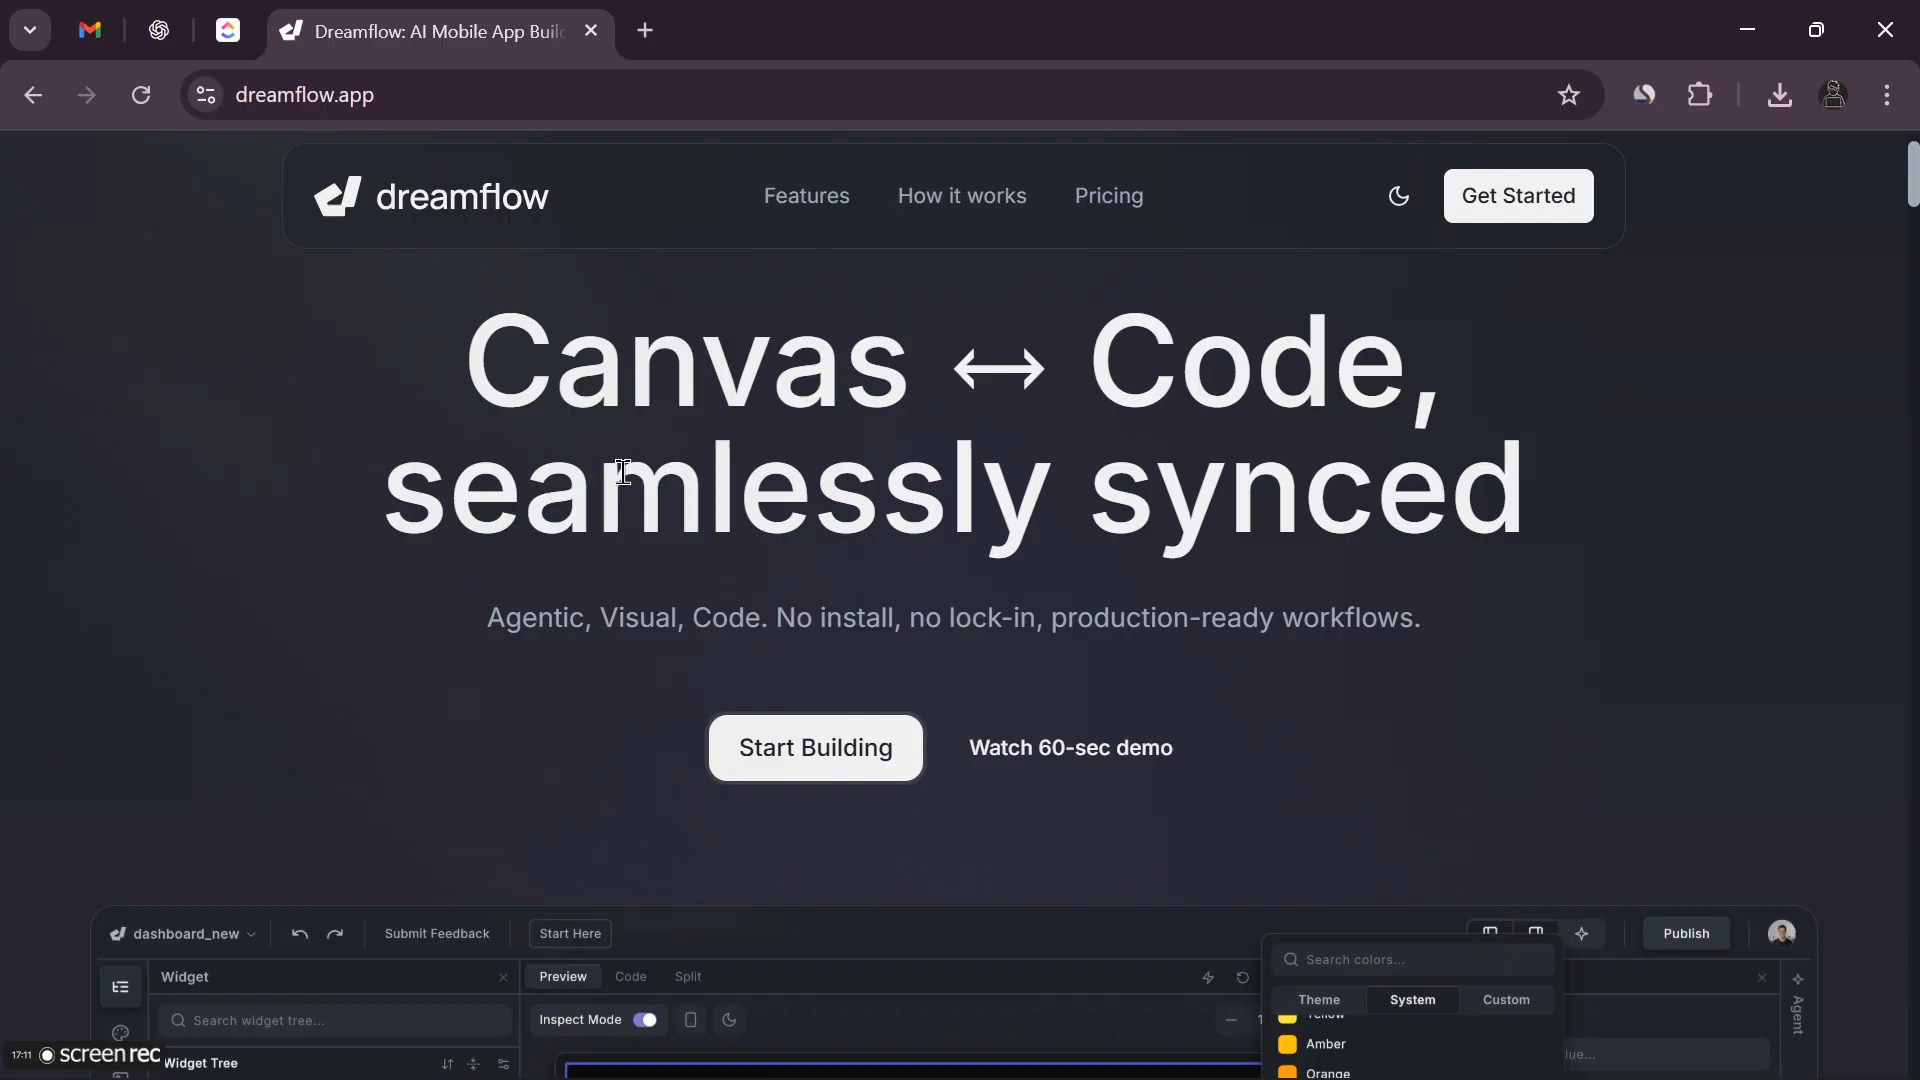 Dreamflow: AI Mobile App Buil
dreamflow.app
dreamflow
Features
How it works
Pricing
Get Started
Canvas ↔ Code,
seamlessly synced
Agentic, Visual, Code. No install, no lock-in, production-ready workflows.
Start Building
Watch 60-sec demo
dashboard_new
Submit Feedback
Start Here
Publish
Widget
Preview
Code
Split
Search colors...
Search widget tree...
Inspect Mode
Theme
System
Custom
Yellow
Amber
Orange
Agent
lue...
Widget Tree
17:11
screenrec